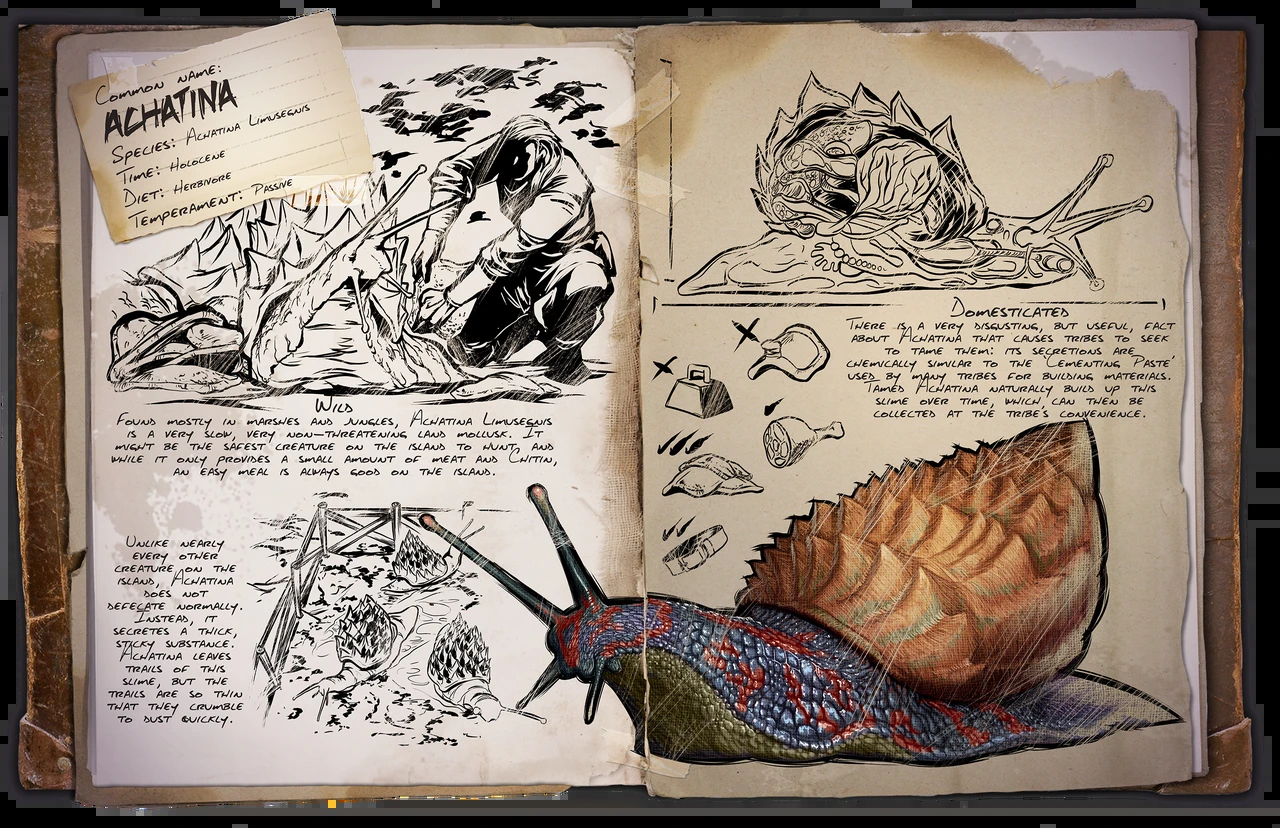 Common name:
Achatina
Species: Achatina Limusegnis
Time: Holocene
Diet: Herbivore
Temperament: Passive
Wild
Found mostly in marshes and jungles, Achatina Limusegnis
is a very slow, very non-threatening land mollusk. It
might be the safest creature on the island to hunt, and
while it only provides a small amount of meat and Chitin,
an easy meal is always good on the island.
Unlike nearly
every other
creature on the
island, Achatina
does not
defecate normally.
Instead, it
secretes a thick,
sticky substance.
Achatina leaves
trails of this
slime, but the
trails are so thin
that they crumble
to dust quickly.
Domesticated
There is a very disgusting, but useful, fact
about Achatina that causes tribes to seek
to tame them: its secretions are
chemically similar to the 'Cementing Paste'
used by many tribes for building materials.
Tamed Achatina naturally build up this
slime over time, which can then be
collected at the tribe's convenience.